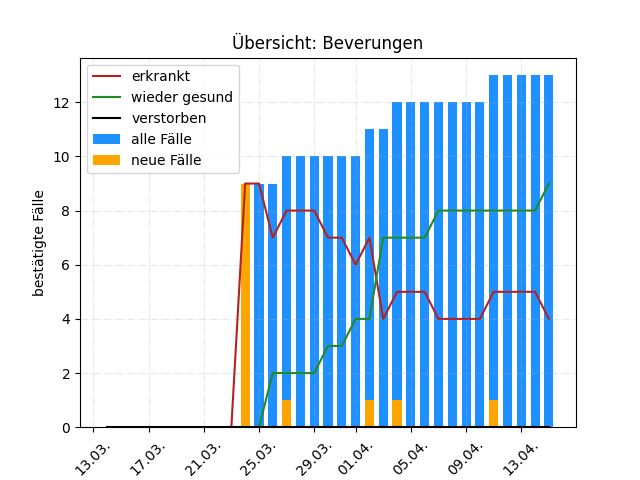 Übersicht: Beverungen
erkrankt
wieder gesund
verstorben
alle Fälle
neue Fälle
bestätigte Fälle
12
10
8
6
4
2
0
13.03.
17.03.
21.03.
25.03.
29.03.
01.04.
05.04.
09.04.
13.04.